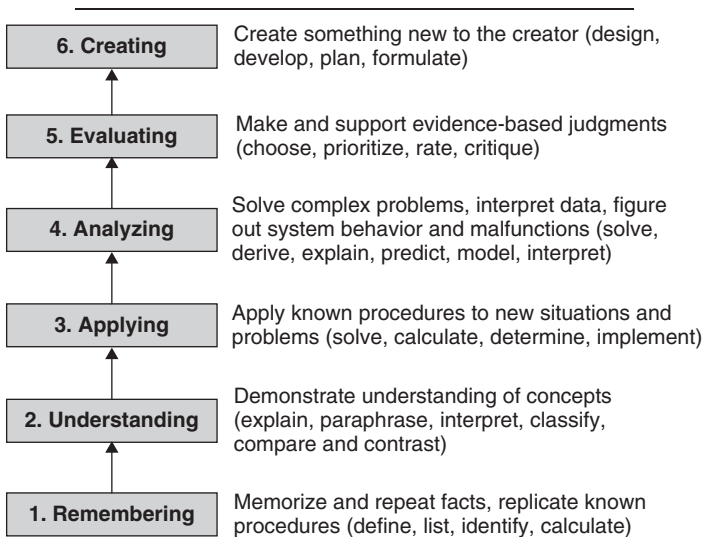 6. Creating
Create something new to the creator (design,
develop, plan, formulate)
5. Evaluating
Make and support evidence-based judgments
(choose, prioritize, rate, critique)
4. Analyzing
Solve complex problems, interpret data, figure
out system behavior and malfunctions (solve,
derive, explain, predict, model, interpret)
3. Applying
Apply known procedures to new situations and
problems (solve, calculate, determine, implement)
2. Understanding
Demonstrate understanding of concepts
(explain, paraphrase, interpret, classify,
compare and contrast)
1. Remembering
Memorize and repeat facts, replicate known
procedures (define, list, identify, calculate)